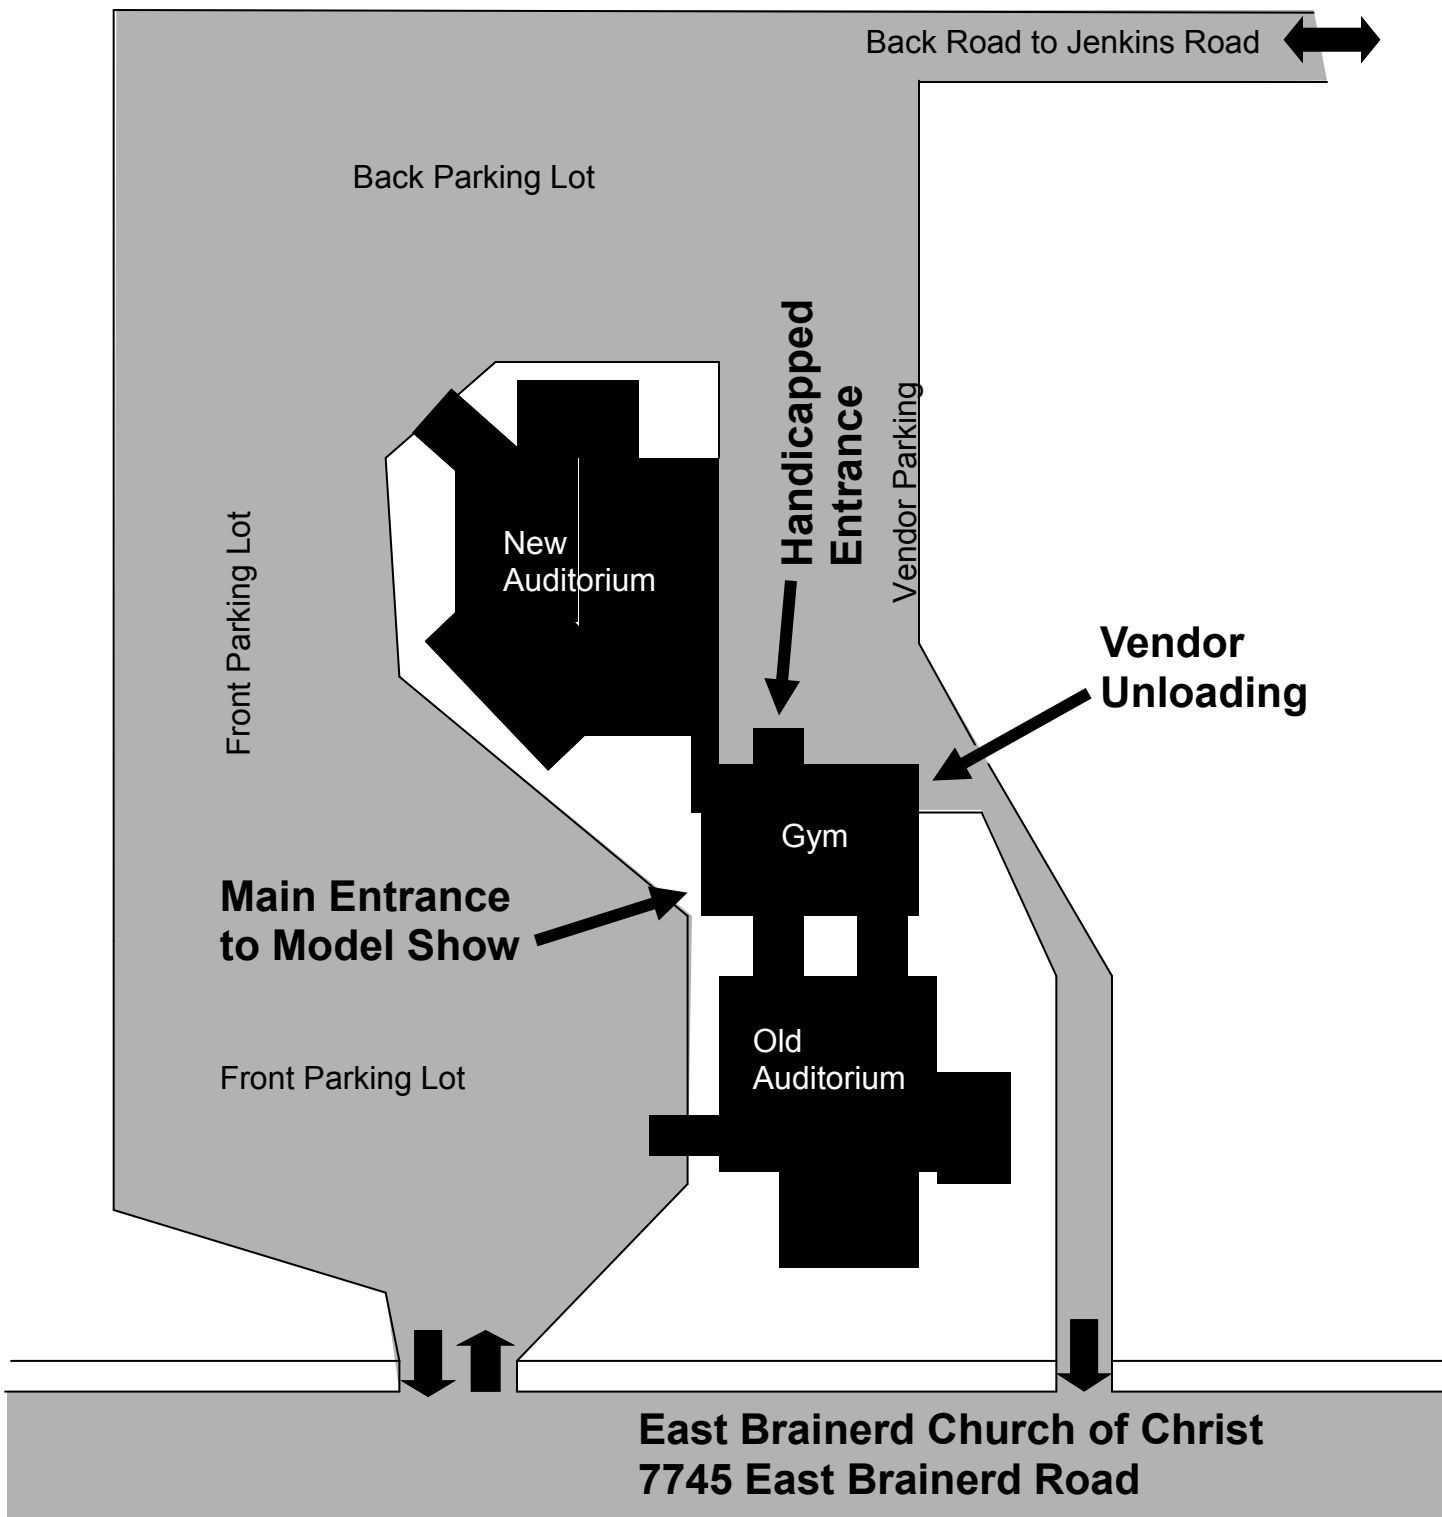 Back Road to Jenkins Road
Back Parking Lot
Handicapped
Entrance
Vendor Parking
New
Auditorium
Front Parking Lot
Vendor
Unloading
Gym
Main Entrance
to Model Show
Old
Auditorium
Front Parking Lot
East Brainerd Church of Christ
7745 East Brainerd Road